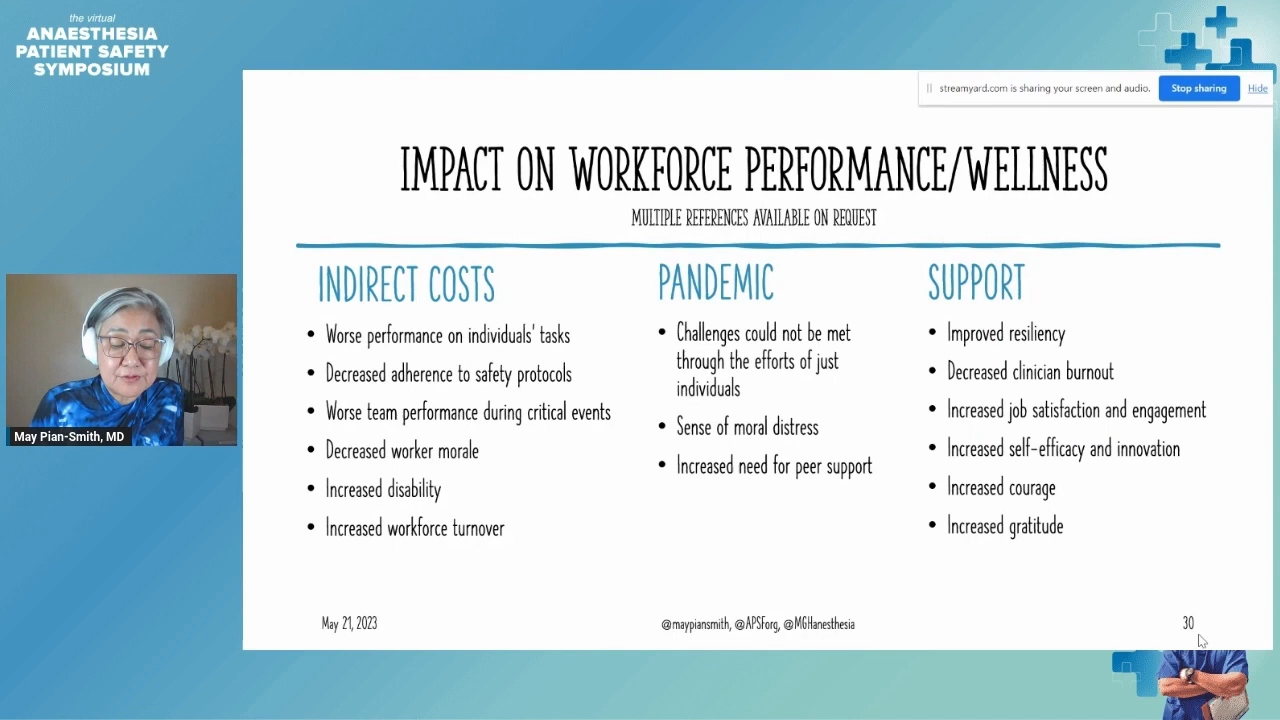 the virtual
ANAESTHESIA
PATIENT SAFETY
SYMPOSIUM
streamyard.com is sharing your screen and audio.
Stop sharing
Hide
IMPACT ON WORKFORCE PERFORMANCE/WELLNESS
MULTIPLE REFERENCES AVAILABLE ON REQUEST
INDIRECT COSTS
• Worse performance on individuals' tasks
• Decreased adherence to safety protocols
• Worse team performance during critical events
• Decreased worker morale
• Increased disability
• Increased workforce turnover
PANDEMIC
• Challenges could not be met
through the efforts of just
individuals
• Sense of moral distress
• Increased need for peer support
SUPPORT
• Improved resiliency
• Decreased clinician burnout
• Increased job satisfaction and engagement
• Increased self-efficacy and innovation
• Increased courage
• Increased gratitude
May Pian-Smith, MD
May 21, 2023
@maypiansmith, @APSForg, @MGHanesthesia
30